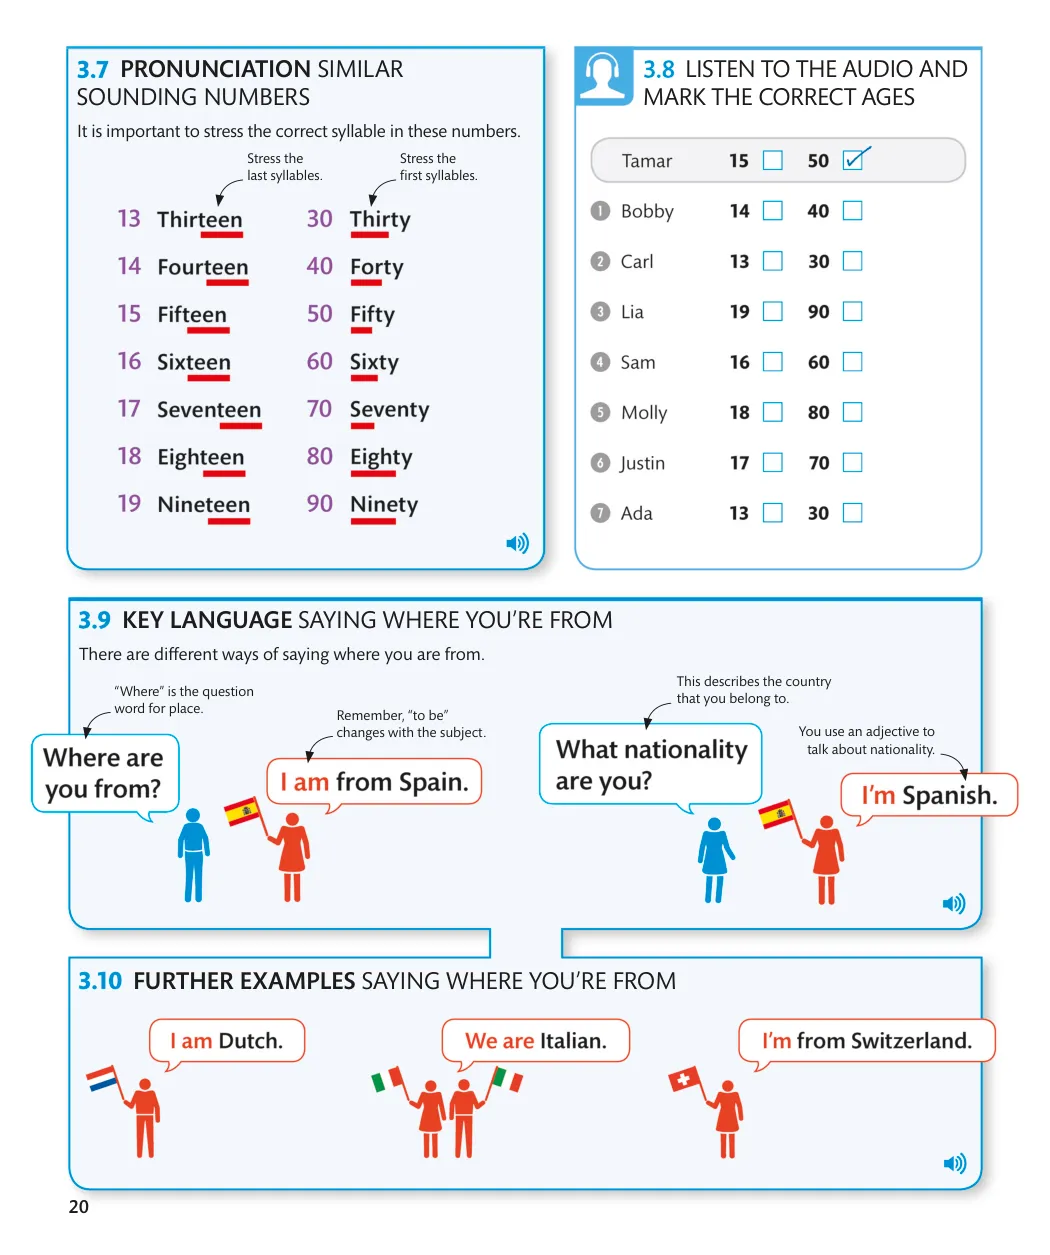 3.7 PRONUNCIATION SIMILAR
SOUNDING NUMBERS
It is important to stress the correct syllable in these numbers.
Stress the
last syllables.
Stress the
first syllables.
13 Thirteen 30 Thirty
14 Fourteen 40 Forty
15 Fifteen 50 Fifty
16 Sixteen 60 Sixty
17 Seventeen 70 Seventy
18 Eighteen 80 Eighty
19 Nineteen 90 Ninety
3.8 LISTEN TO THE AUDIO AND
MARK THE CORRECT AGES
Tamar 15 50
1 Bobby 14 40
2 Carl 13 30
3 Lia 19 90
4 Sam 16 60
5 Molly 18 80
6 Justin 17 70
7 Ada 13 30
3.9 KEY LANGUAGE SAYING WHERE YOU’RE FROM
There are different ways of saying where you are from.
“Where” is the question
word for place.
Where are
you from?
Remember, “to be”
changes with the subject.
I am from Spain.
This describes the country
that you belong to.
What nationality
are you?
You use an adjective to
talk about nationality.
I’m Spanish.
3.10 FURTHER EXAMPLES SAYING WHERE YOU’RE FROM
I am Dutch.
We are Italian.
I’m from Switzerland.
20